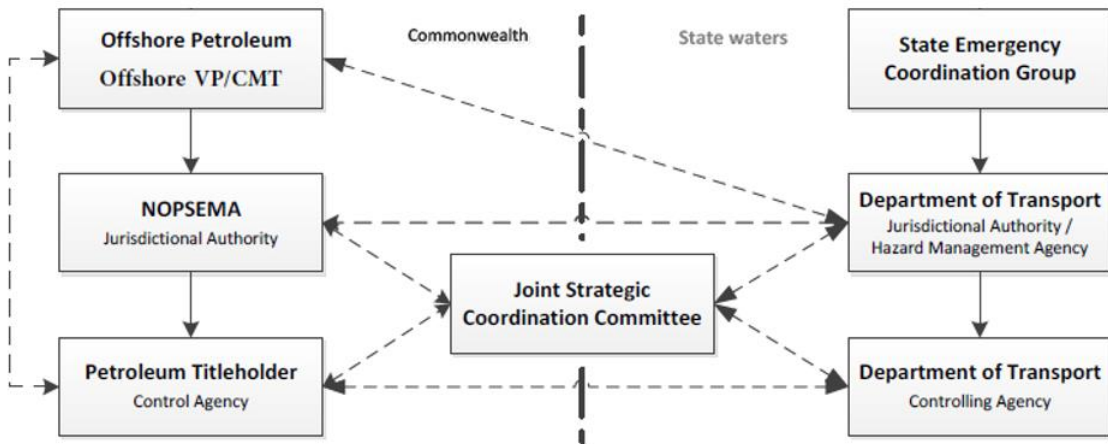 Offshore Petroleum
Offshore VP/CMT
Commonwealth
State waters
State Emergency
Coordination Group
NOPSEMA
Jurisdictional Authority
Department of Transport
Jurisdictional Authority /
Hazard Management Agency
Joint Strategic
Coordination Committee
Petroleum Titleholder
Control Agency
Department of Transport
Controlling Agency